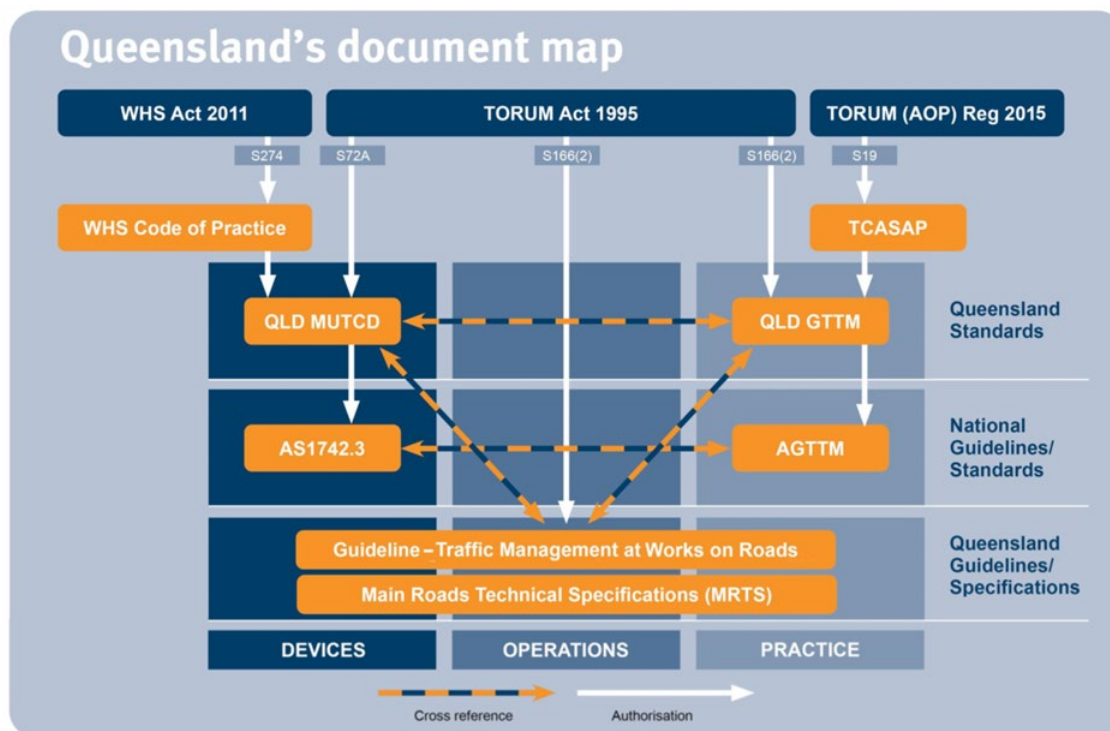 Queensland's document map
WHS Act 2011
TORUM Act 1995
TORUM (AOP) Reg 2015
S274
S72A
S166(2)
S166(2)
S19
WHS Code of Practice
TCASAP
QLD MUTCD
QLD GTTM
Queensland
Standards
AS1742.3
AGTTM
National
Guidelines/
Standards
Guideline – Traffic Management at Works on Roads
Main Roads Technical Specifications (MRTS)
Queensland
Guidelines/
Specifications
DEVICES
OPERATIONS
PRACTICE
Cross reference
Authorisation